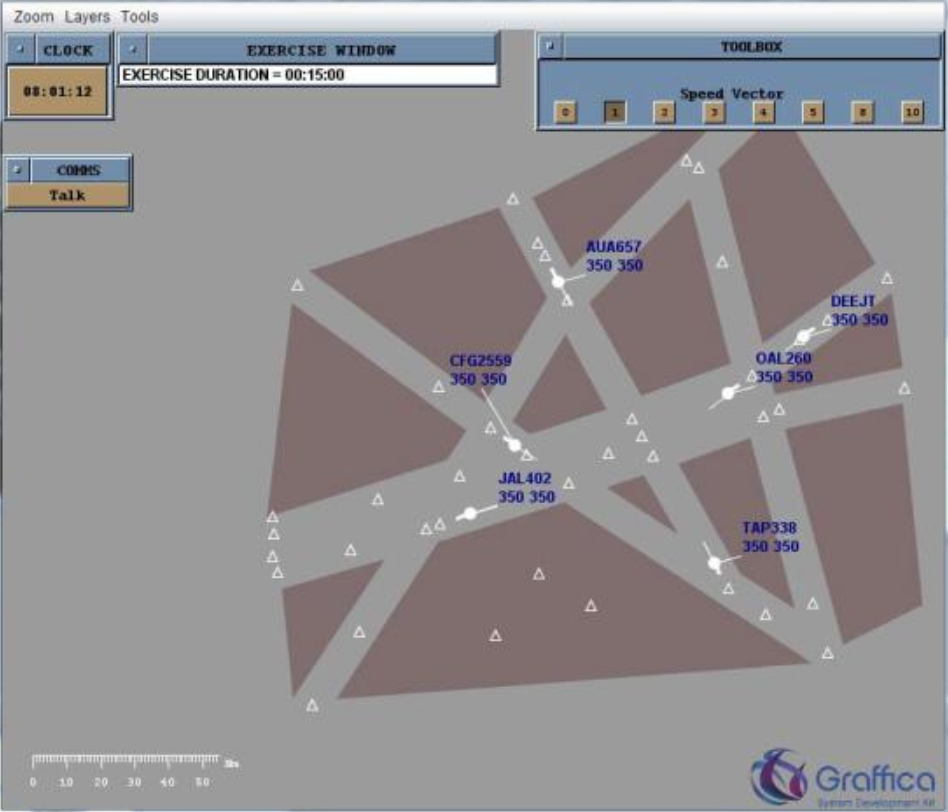 Zoom Layers Tools
CLOCK
08:01:12
EXERCISE WINDOW
EXERCISE DURATION = 00:15:00
TOOLBOX
Speed Vector
0 1 2 3 4 5 8 10
COMMS
Talk
AUA657
350 350
DEEJT
350 350
OAL260
350 350
CFG2559
350 350
JAL402
350 350
TAP338
350 350
0 10 20 30 40 50
Graffica
System Development Kit